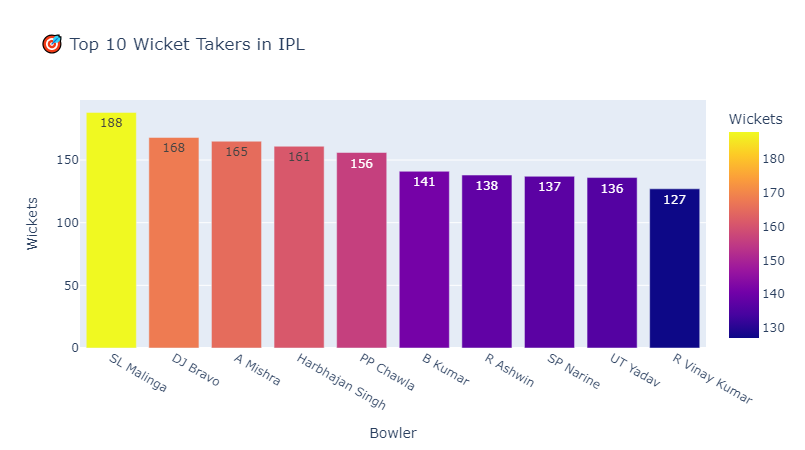 🎯 Top 10 Wicket Takers in IPL
Wickets
188
168
165
161
156
141
138
137
136
127
150
100
50
0
SL Malinga
DJ Bravo
A Mishra
Harbhajan Singh
PP Chawla
B Kumar
R Ashwin
SP Narine
UT Yadav
R Vinay Kumar
Bowler
Wickets
180
170
160
150
140
130